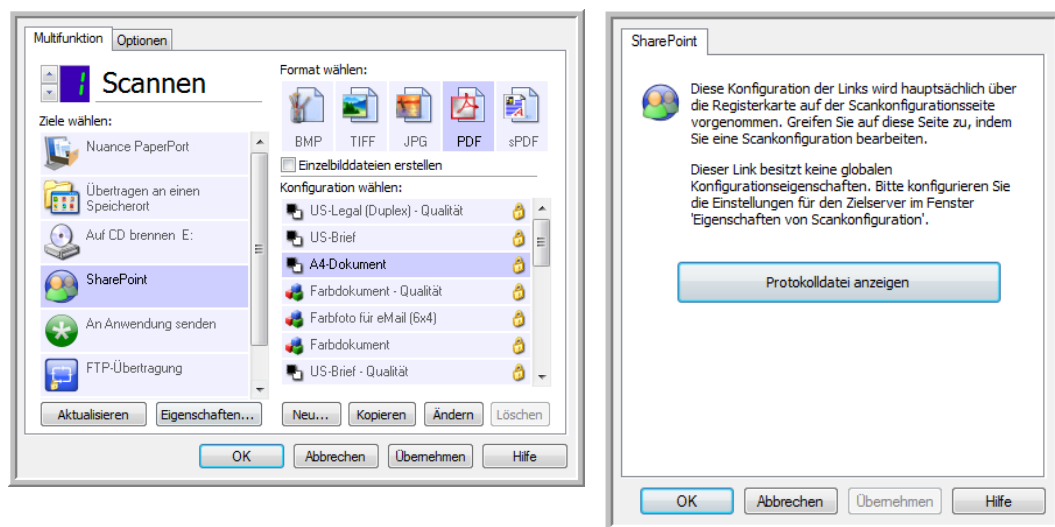 Multifunktion Optionen
1 Scannen
Ziele wählen:
Nuance PaperPort
Übertragen an einen
Speicherort
Auf CD brennen E:
SharePoint
An Anwendung senden
FTP-Übertragung
Aktualisieren Eigenschaften...
Format wählen:
BMP TIFF JPG PDF sPDF
Einzelbilddateien erstellen
Konfiguration wählen:
US-Legal (Duplex) - Qualität
US-Brief
A4-Dokument
Farbdokument - Qualität
Farbfoto für eMail (6x4)
Farbdokument
US-Brief - Qualität
Neu... Kopieren Ändern Löschen
OK Abbrechen Übernehmen Hilfe
SharePoint
Diese Konfiguration der Links wird hauptsächlich über
die Registerkarte auf der Scankonfigurationsseite
vorgenommen. Greifen Sie auf diese Seite zu, indem
Sie eine Scankonfiguration bearbeiten.
Dieser Link besitzt keine globalen
Konfigurationseigenschaften. Bitte konfigurieren Sie
die Einstellungen für den Zielserver im Fenster
'Eigenschaften von Scankonfiguration'.
Protokolldatei anzeigen
OK Abbrechen Übernehmen Hilfe